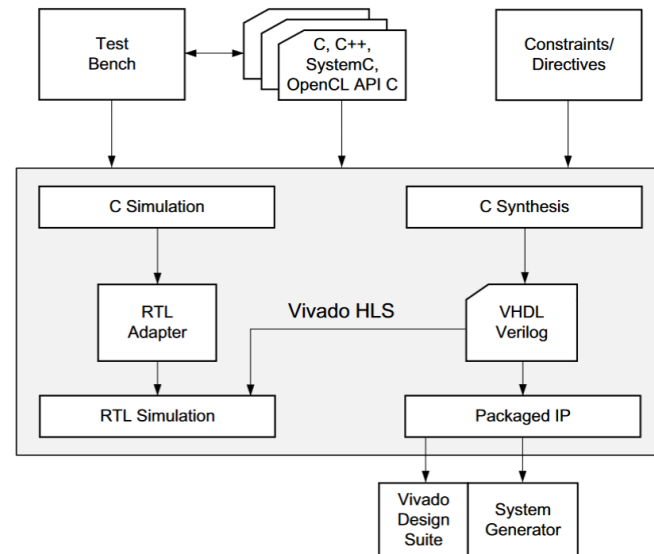 Test
Bench
C, C++,
SystemC,
OpenCL API C
Constraints/
Directives
C Simulation
C Synthesis
RTL
Adapter
Vivado HLS
VHDL
Verilog
RTL Simulation
Packaged IP
Vivado
Design
Suite
System
Generator